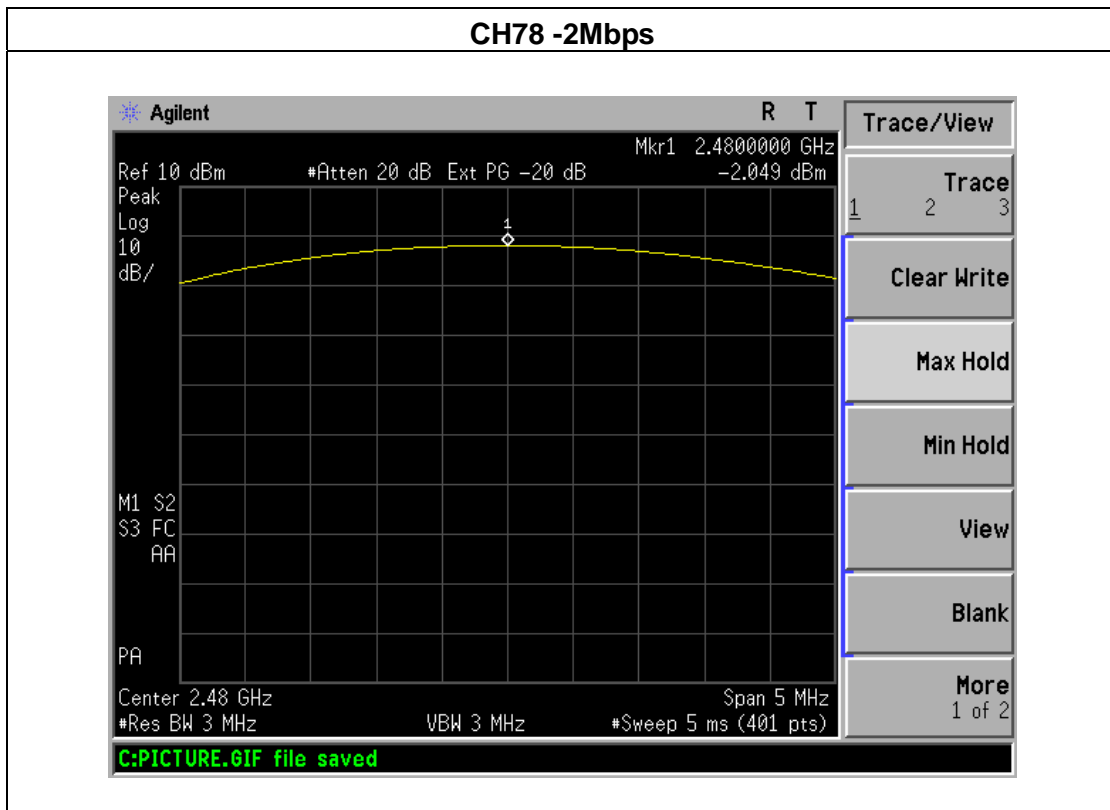 CH78 -2Mbps
Agilent
R T
Mkr1 2.4800000 GHz
Ref 10 dBm #Atten 20 dB Ext PG -20 dB -2.049 dBm
Peak
Log
10
dB/
1
M1 S2
S3 FC
AA
PA
Center 2.48 GHz Span 5 MHz
#Res BW 3 MHz VBW 3 MHz #Sweep 5 ms (401 pts)
C:PICTURE.GIF file saved
Trace/View
Trace
1 2 3
Clear Write
Max Hold
Min Hold
View
Blank
More
1 of 2